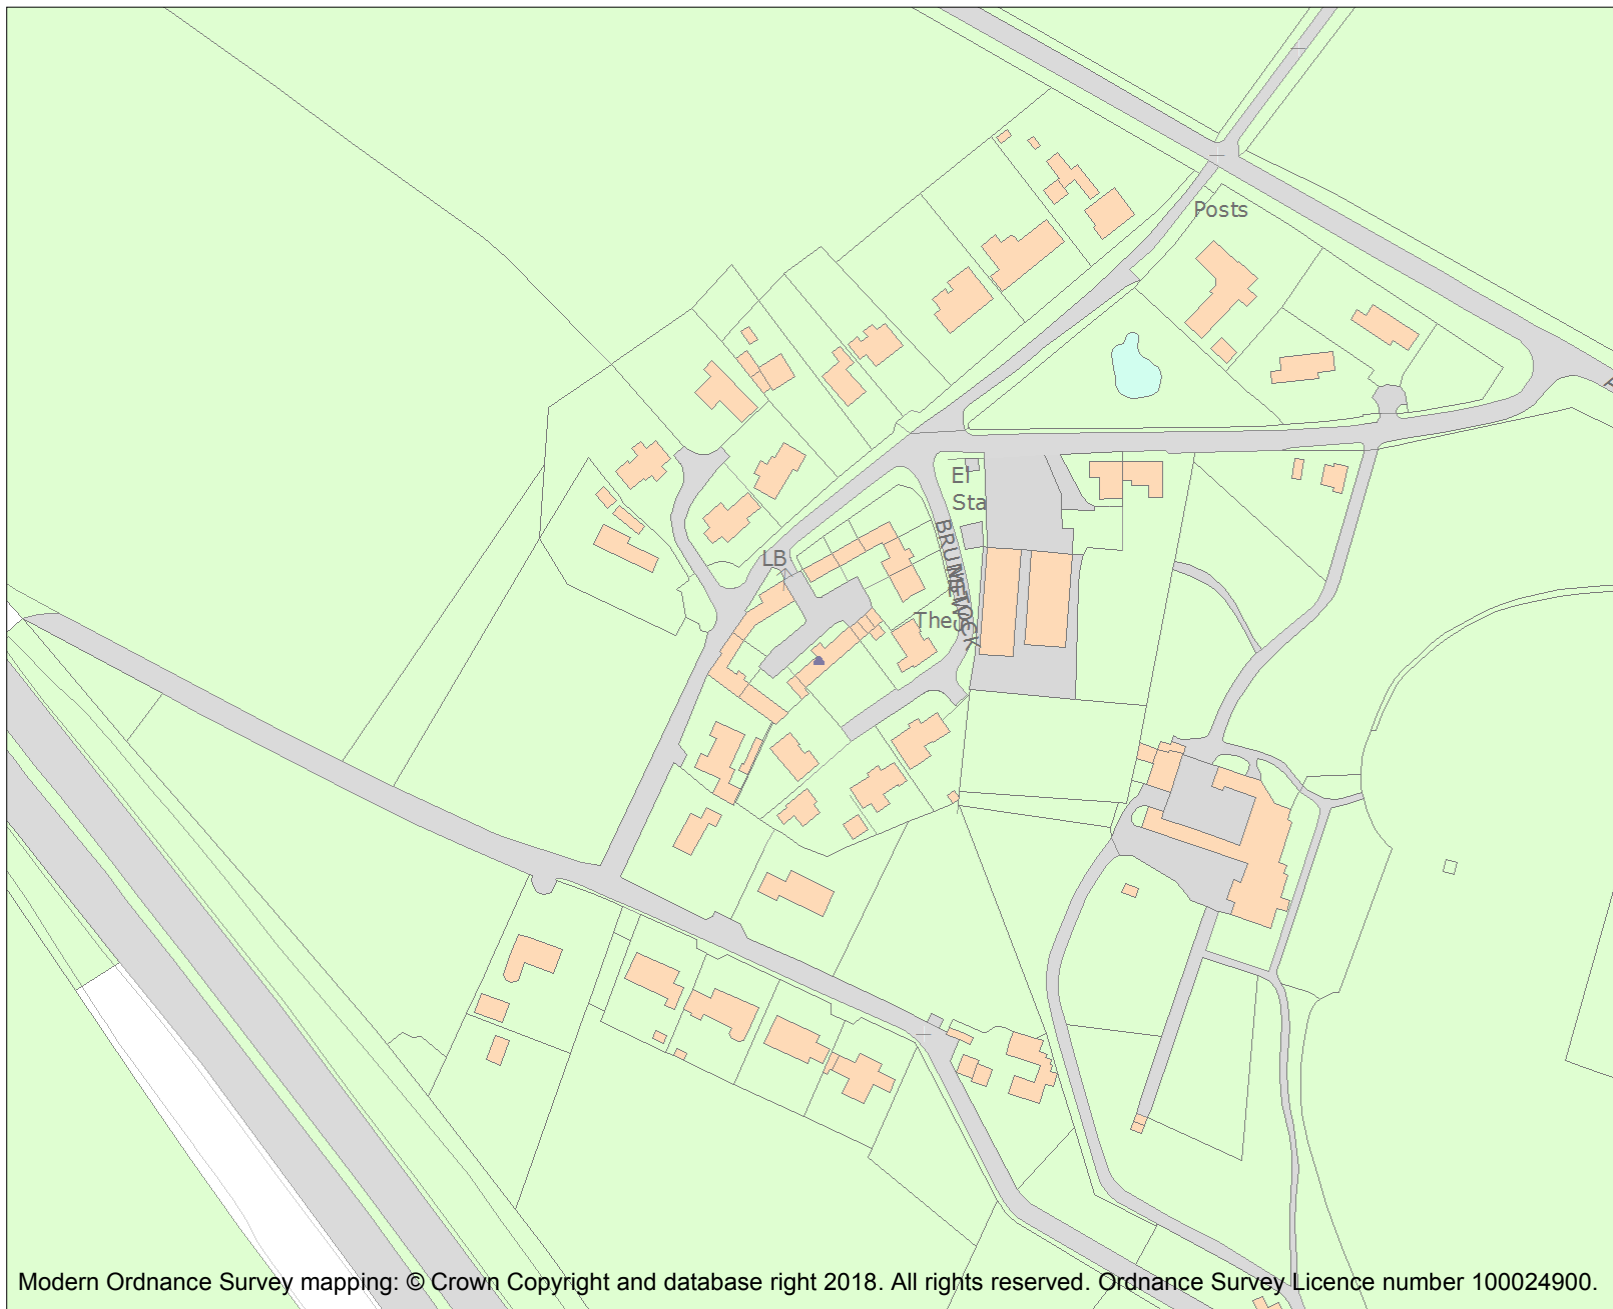 Posts
El
Sta
LB
The
Modern Ordnance Survey mapping: © Crown Copyright and database right 2018. All rights reserved. Ordnance Survey Licence number 100024900.